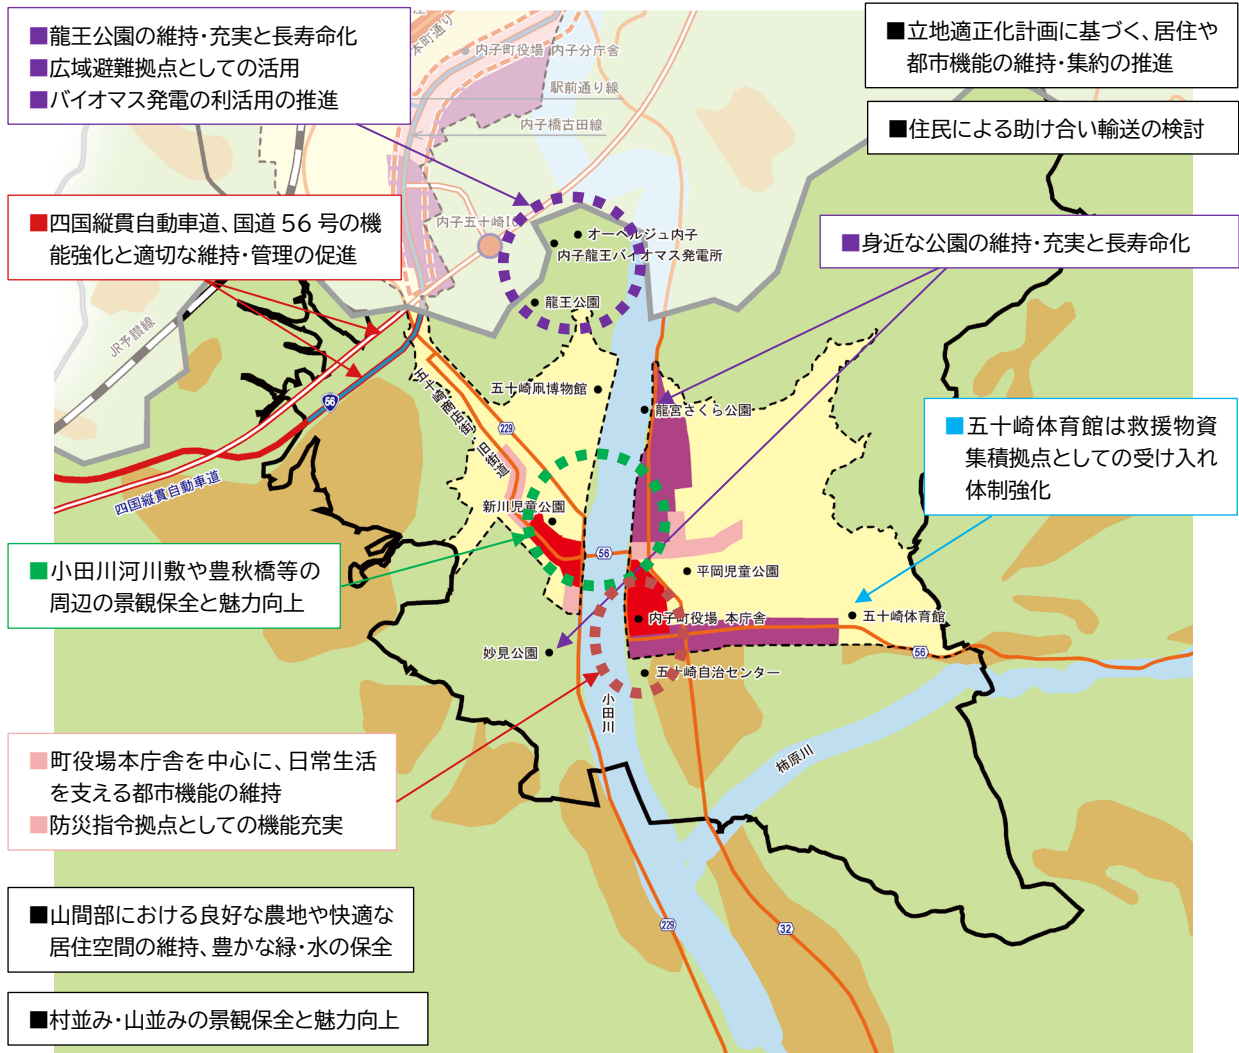 ■龍王公園の維持・充実と長寿命化
■広域避難拠点としての活用
■バイオマス発電の利活用の推進
■立地適正化計画に基づく、居住や
都市機能の維持・集約の推進
■住民による助け合い輸送の検討
■四国縦貫自動車道、国道56号の機
能強化と適切な維持・管理の促進
■身近な公園の維持・充実と長寿命化
■五十崎体育館は救援物資
集積拠点としての受け入れ
体制強化
■小田川河川敷や豊秋橋等の
周辺の景観保全と魅力向上
■町役場本庁舎を中心に、日常生活
を支える都市機能の維持
■防災指令拠点としての機能充実
■山間部における良好な農地や快適な
居住空間の維持、豊かな緑・水の保全
■村並み・山並みの景観保全と魅力向上
本町通り
内子町役場 内子分庁舎
駅前通り線
内子橋古田線
内子五十崎IC
オーベルジュ内子
内子龍王バイオマス発電所
龍王公園
JR予讃線
56
四国縦貫自動車道
五十崎凧博物館
龍宮さくら公園
五十崎商店街
旧街道
229
新川児童公園
56
平岡児童公園
内子町役場 本庁舎
五十崎体育館
56
妙見公園
五十崎自治センター
小田川
柿原川
229
32